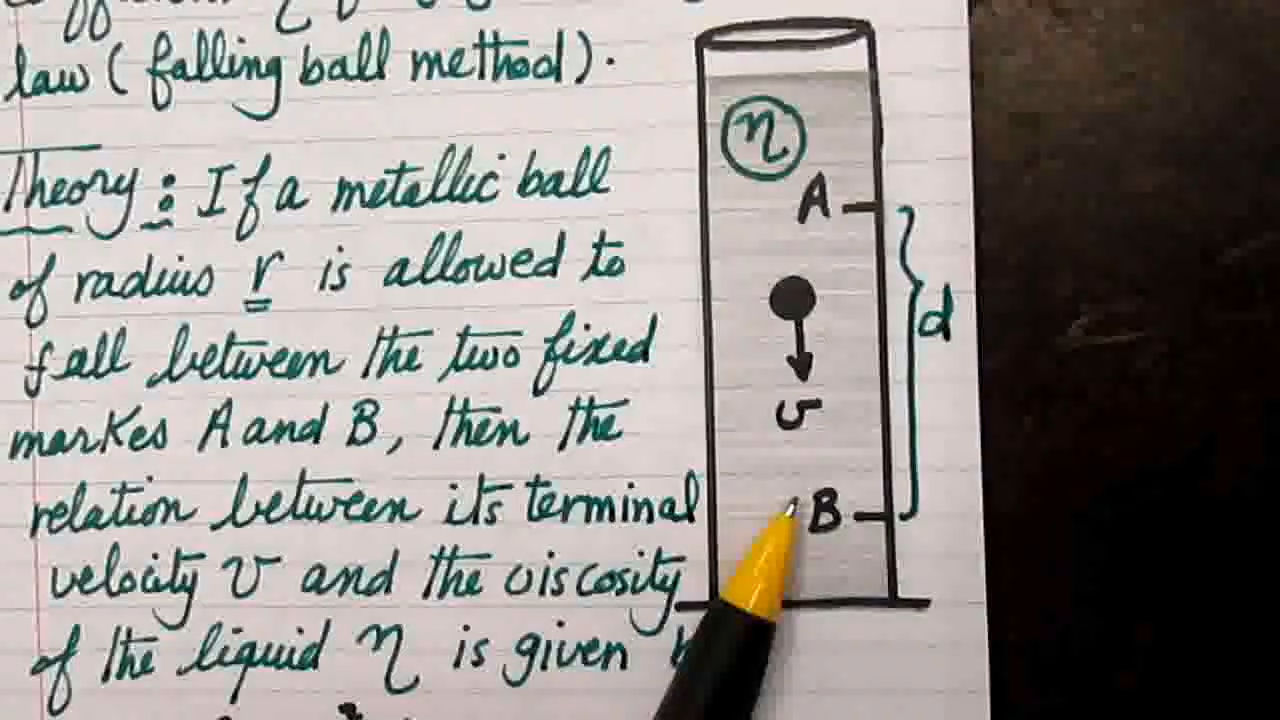 law (falling ball method).
Theory: If a metallic ball
of radius r is allowed to
fall between the two fixed
markes A and B, then the
relation between its terminal
velocity v and the viscosity
of the liquid η is given
η
A
d
v
B